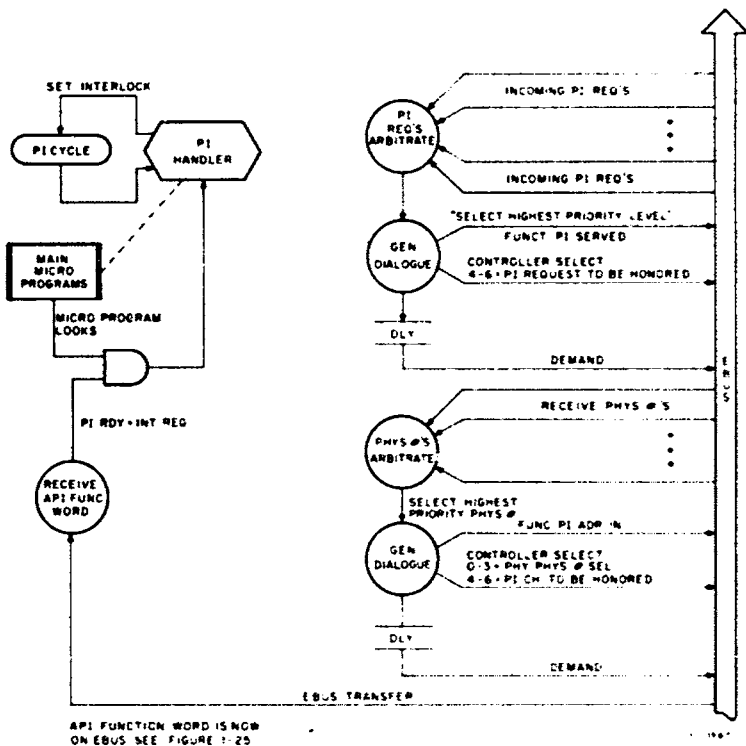 SET INTERLOCK
PI CYCLE
PI
HANDLER
MAIN
MICRO
PROGRAMS
MICRO PROGRAM
LOOKS
PI RDY + INT REQ
RECEIVE
API FUNC
WORD
API FUNCTION WORD IS NOW
ON EBUS SEE FIGURE 1-25
INCOMING PI REQ'S
PI
REQ'S
ARBITRATE
INCOMING PI REQ'S
"SELECT HIGHEST PRIORITY LEVEL"
FUNCT PI SERVED
GEN
DIALOGUE
CONTROLLER SELECT
4-6 = PI REQUEST TO BE HONORED
DLY
DEMAND
EBUS
RECEIVE PHYS #'S
PHYS #'S
ARBITRATE
SELECT HIGHEST
PRIORITY PHYS #
FUNC PI ADR IN
GEN
DIALOGUE
CONTROLLER SELECT
0-3 = PHY PHYS # SEL
4-6 = PI CH TO BE HONORED
DLY
DEMAND
EBUS TRANSFER